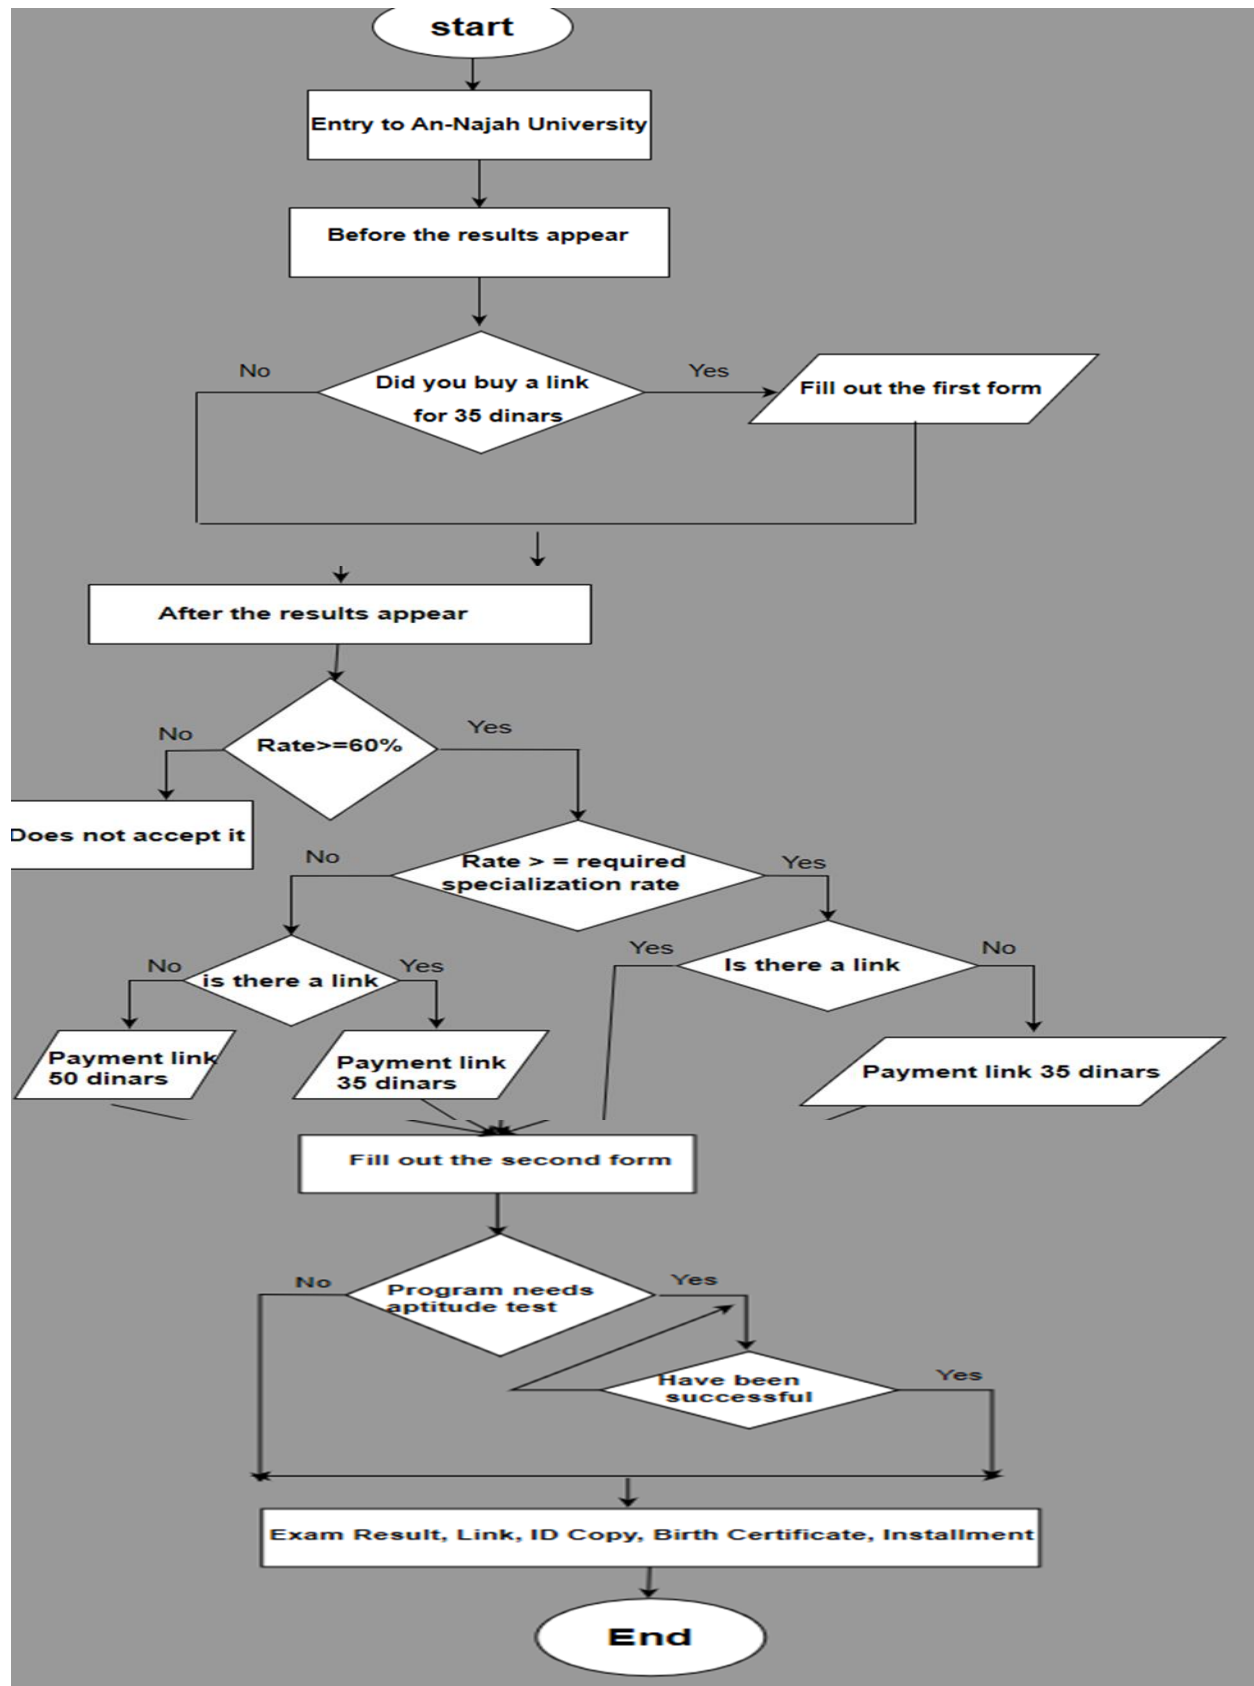 start
Entry to An-Najah University
Before the results appear
No
Yes
Did you buy a link
for 35 dinars
Fill out the first form
After the results appear
No
Yes
Rate>=60%
Does not accept it
No
Rate > = required
specialization rate
Yes
No
is there a link
Yes
Yes
Is there a link
No
Payment link
50 dinars
Payment link
35 dinars
Payment link 35 dinars
Fill out the second form
No
Program needs
aptitude test
Yes
Have been
successful
Yes
Exam Result, Link, ID Copy, Birth Certificate, Installment
End